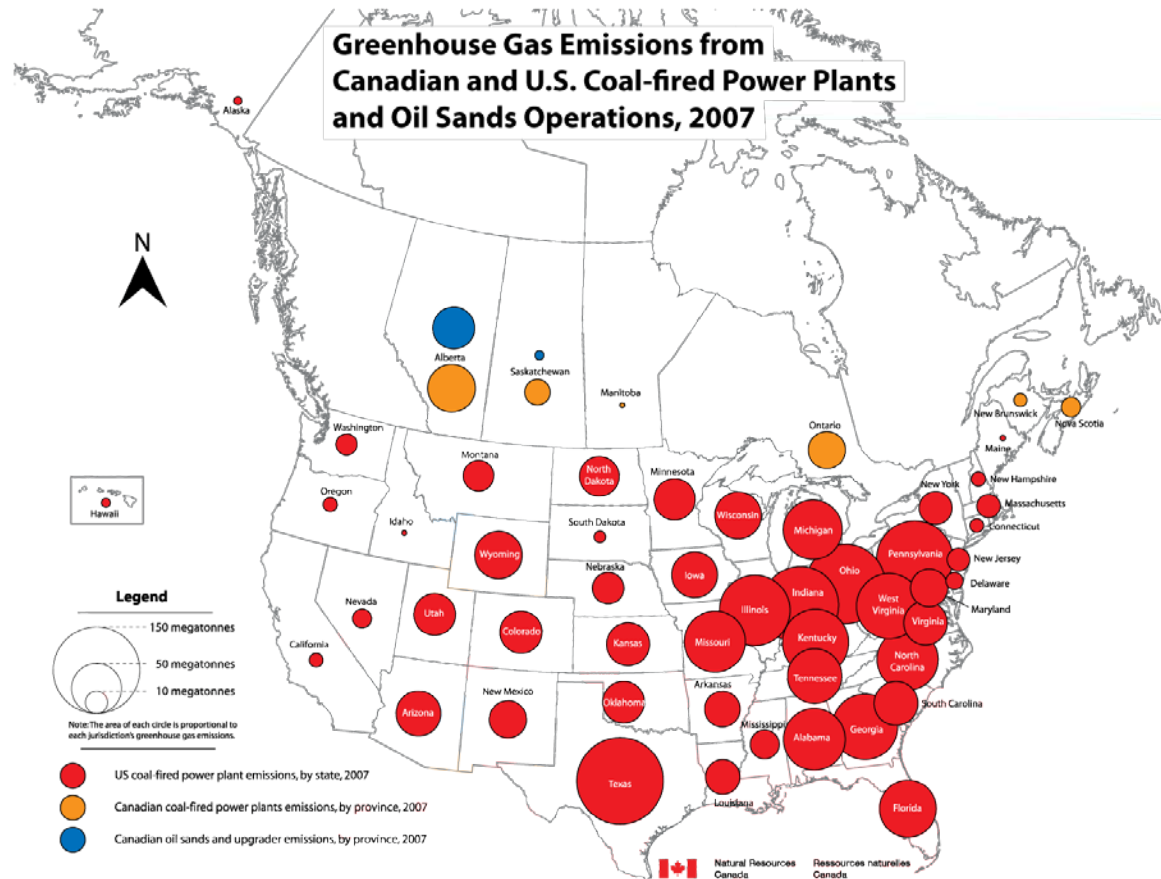 Greenhouse Gas Emissions from
Canadian and U.S. Coal-fired Power Plants
and Oil Sands Operations, 2007
Alaska
N
Alberta
Saskatchewan
Manitoba
Ontario
New Brunswick
Nova Scotia
Maine
Washington
Montana
North
Dakota
Minnesota
New York
New Hampshire
Massachusetts
Connecticut
Oregon
Idaho
Hawaii
South Dakota
Wisconsin
Michigan
Wyoming
Pennsylvania
New Jersey
Ohio
Iowa
Nebraska
Delaware
Maryland
Indiana
Illinois
West
Virginia
Virginia
Nevada
Utah
Colorado
Kansas
Missouri
Kentucky
California
North
Carolina
Tennessee
Arizona
New Mexico
Oklahoma
Arkansas
South Carolina
Mississippi
Alabama
Georgia
Texas
Louisiana
Florida
Legend
150 megatonnes
50 megatonnes
10 megatonnes
Note: The area of each circle is proportional to
each jurisdiction's greenhouse gas emissions.
US coal-fired power plant emissions, by state, 2007
Canadian coal-fired power plants emissions, by province, 2007
Canadian oil sands and upgrader emissions, by province, 2007
Natural Resources Ressources naturelles
Canada Canada